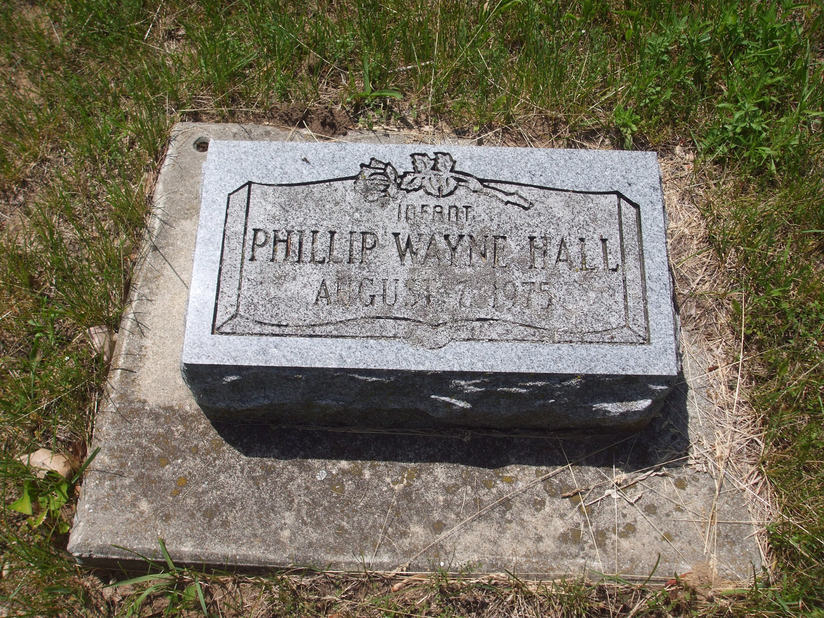 INFANT
PHILLIP WAYNE HALL
AUGUST 7, 1975